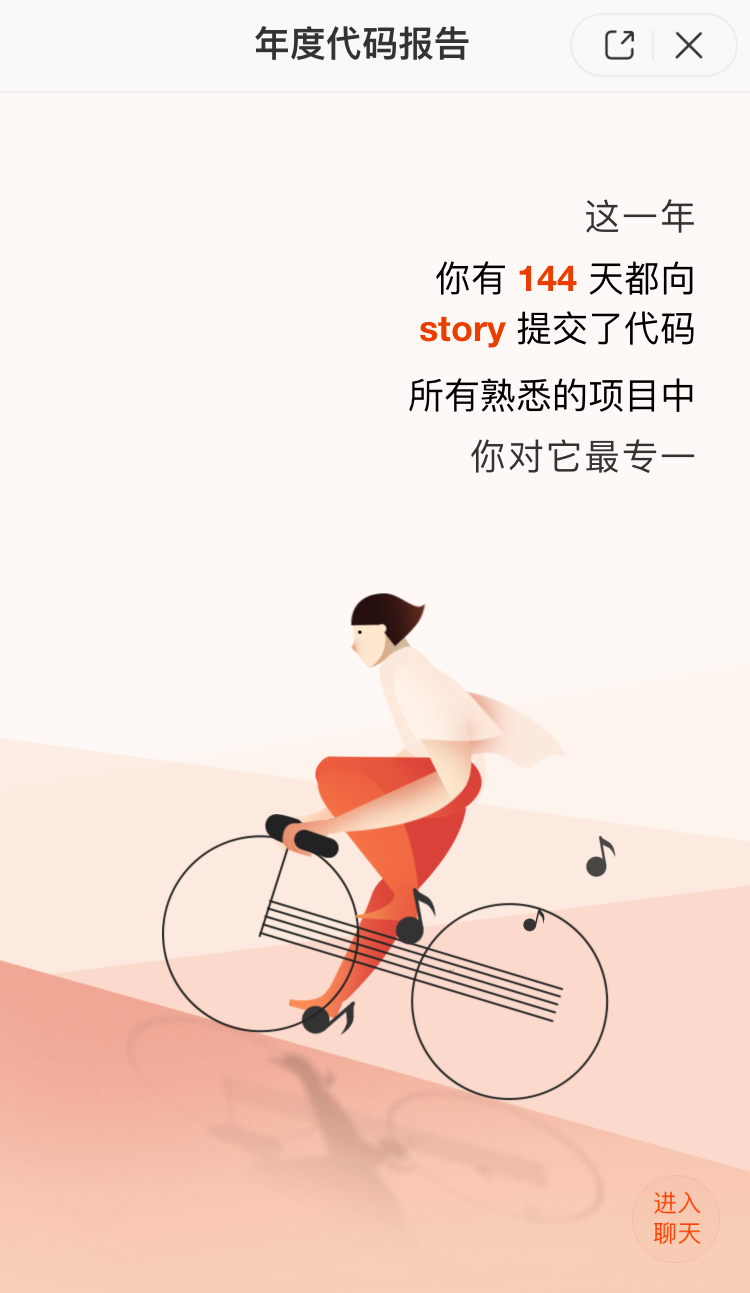 年度代码报告
这一年
你有 144 天都向
story 提交了代码
所有熟悉的项目中
你对它最专一
进入
聊天